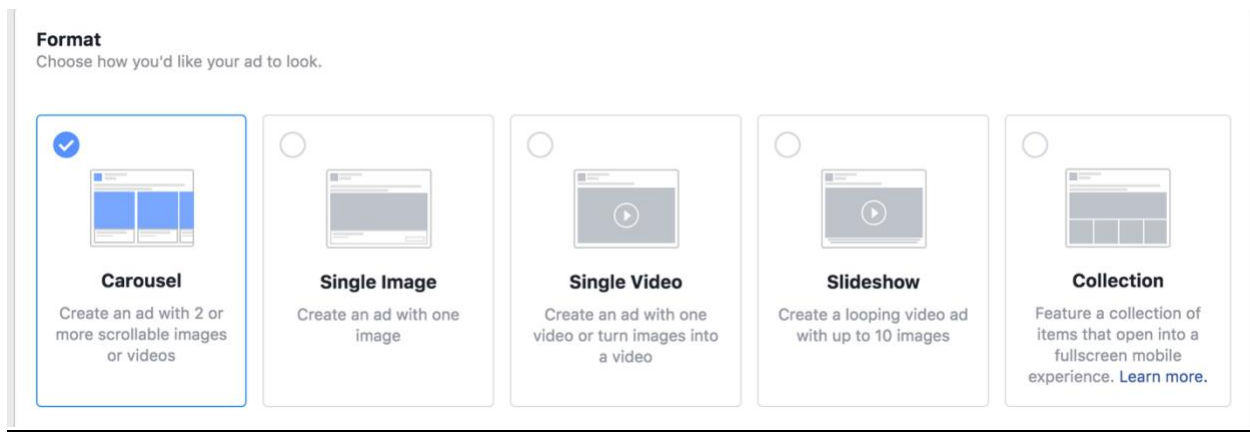 Format
Choose how you'd like your ad to look.
Carousel
Create an ad with 2 or
more scrollable images
or videos
Single Image
Create an ad with one
image
Single Video
Create an ad with one
video or turn images into
a video
Slideshow
Create a looping video ad
with up to 10 images
Collection
Feature a collection of
items that open into a
fullscreen mobile
experience. Learn more.